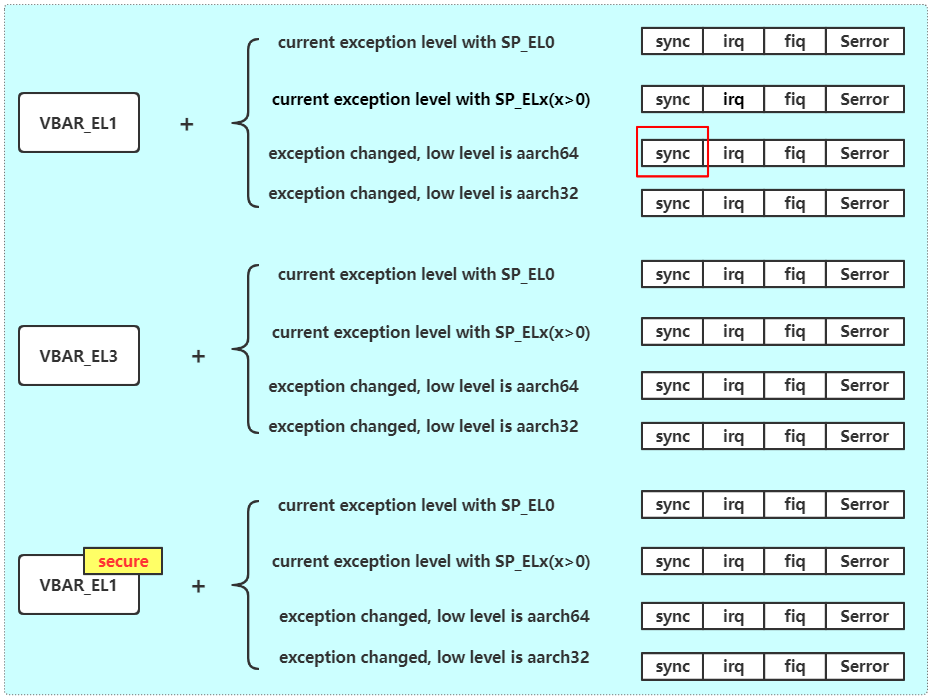 current exception level with SP_EL0 sync irq fiq Serror
current exception level with SP_ELx(x>0) sync irq fiq Serror
VBAR_EL1 +
exception changed, low level is aarch64 sync irq fiq Serror
exception changed, low level is aarch32 sync irq fiq Serror
current exception level with SP_EL0 sync irq fiq Serror
current exception level with SP_ELx(x>0) sync irq fiq Serror
VBAR_EL3 +
exception changed, low level is aarch64 sync irq fiq Serror
exception changed, low level is aarch32 sync irq fiq Serror
current exception level with SP_EL0 sync irq fiq Serror
secure current exception level with SP_ELx(x>0) sync irq fiq Serror
VBAR_EL1 +
exception changed, low level is aarch64 sync irq fiq Serror
exception changed, low level is aarch32 sync irq fiq Serror